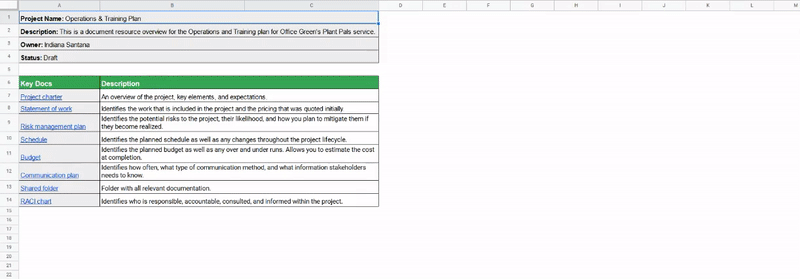 A B C D E F G H I J K L M
1 Project Name: Operations & Training Plan
2 Description: This is a document resource overview for the Operations and Training plan for Office Green's Plant Pals service.
3 Owner: Indiana Santana
4 Status: Draft
5
6 Key Docs Description
7 Project charter An overview of the project, key elements, and expectations.
8 Statement of work Identifies the work that is included in the project and the pricing that was quoted initially.
Identifies the potential risks to the project, their likelihood, and how you plan to mitigate them if
9 Risk management plan they become realized.
10 Schedule Identifies the planned schedule as well as any changes throughout the project lifecycle.
Identifies the planned budget as well as any over and under runs. Allows you to estimate the cost
11 Budget at completion.
Identifies how often, what type of communication method, and what information stakeholders
12 Communication plan needs to know.
13 Shared folder Folder with all relevant documentation.
14 RACI chart Identifies who is responsible, accountable, consulted, and informed within the project.
15
16
17
18
19
20
21
22